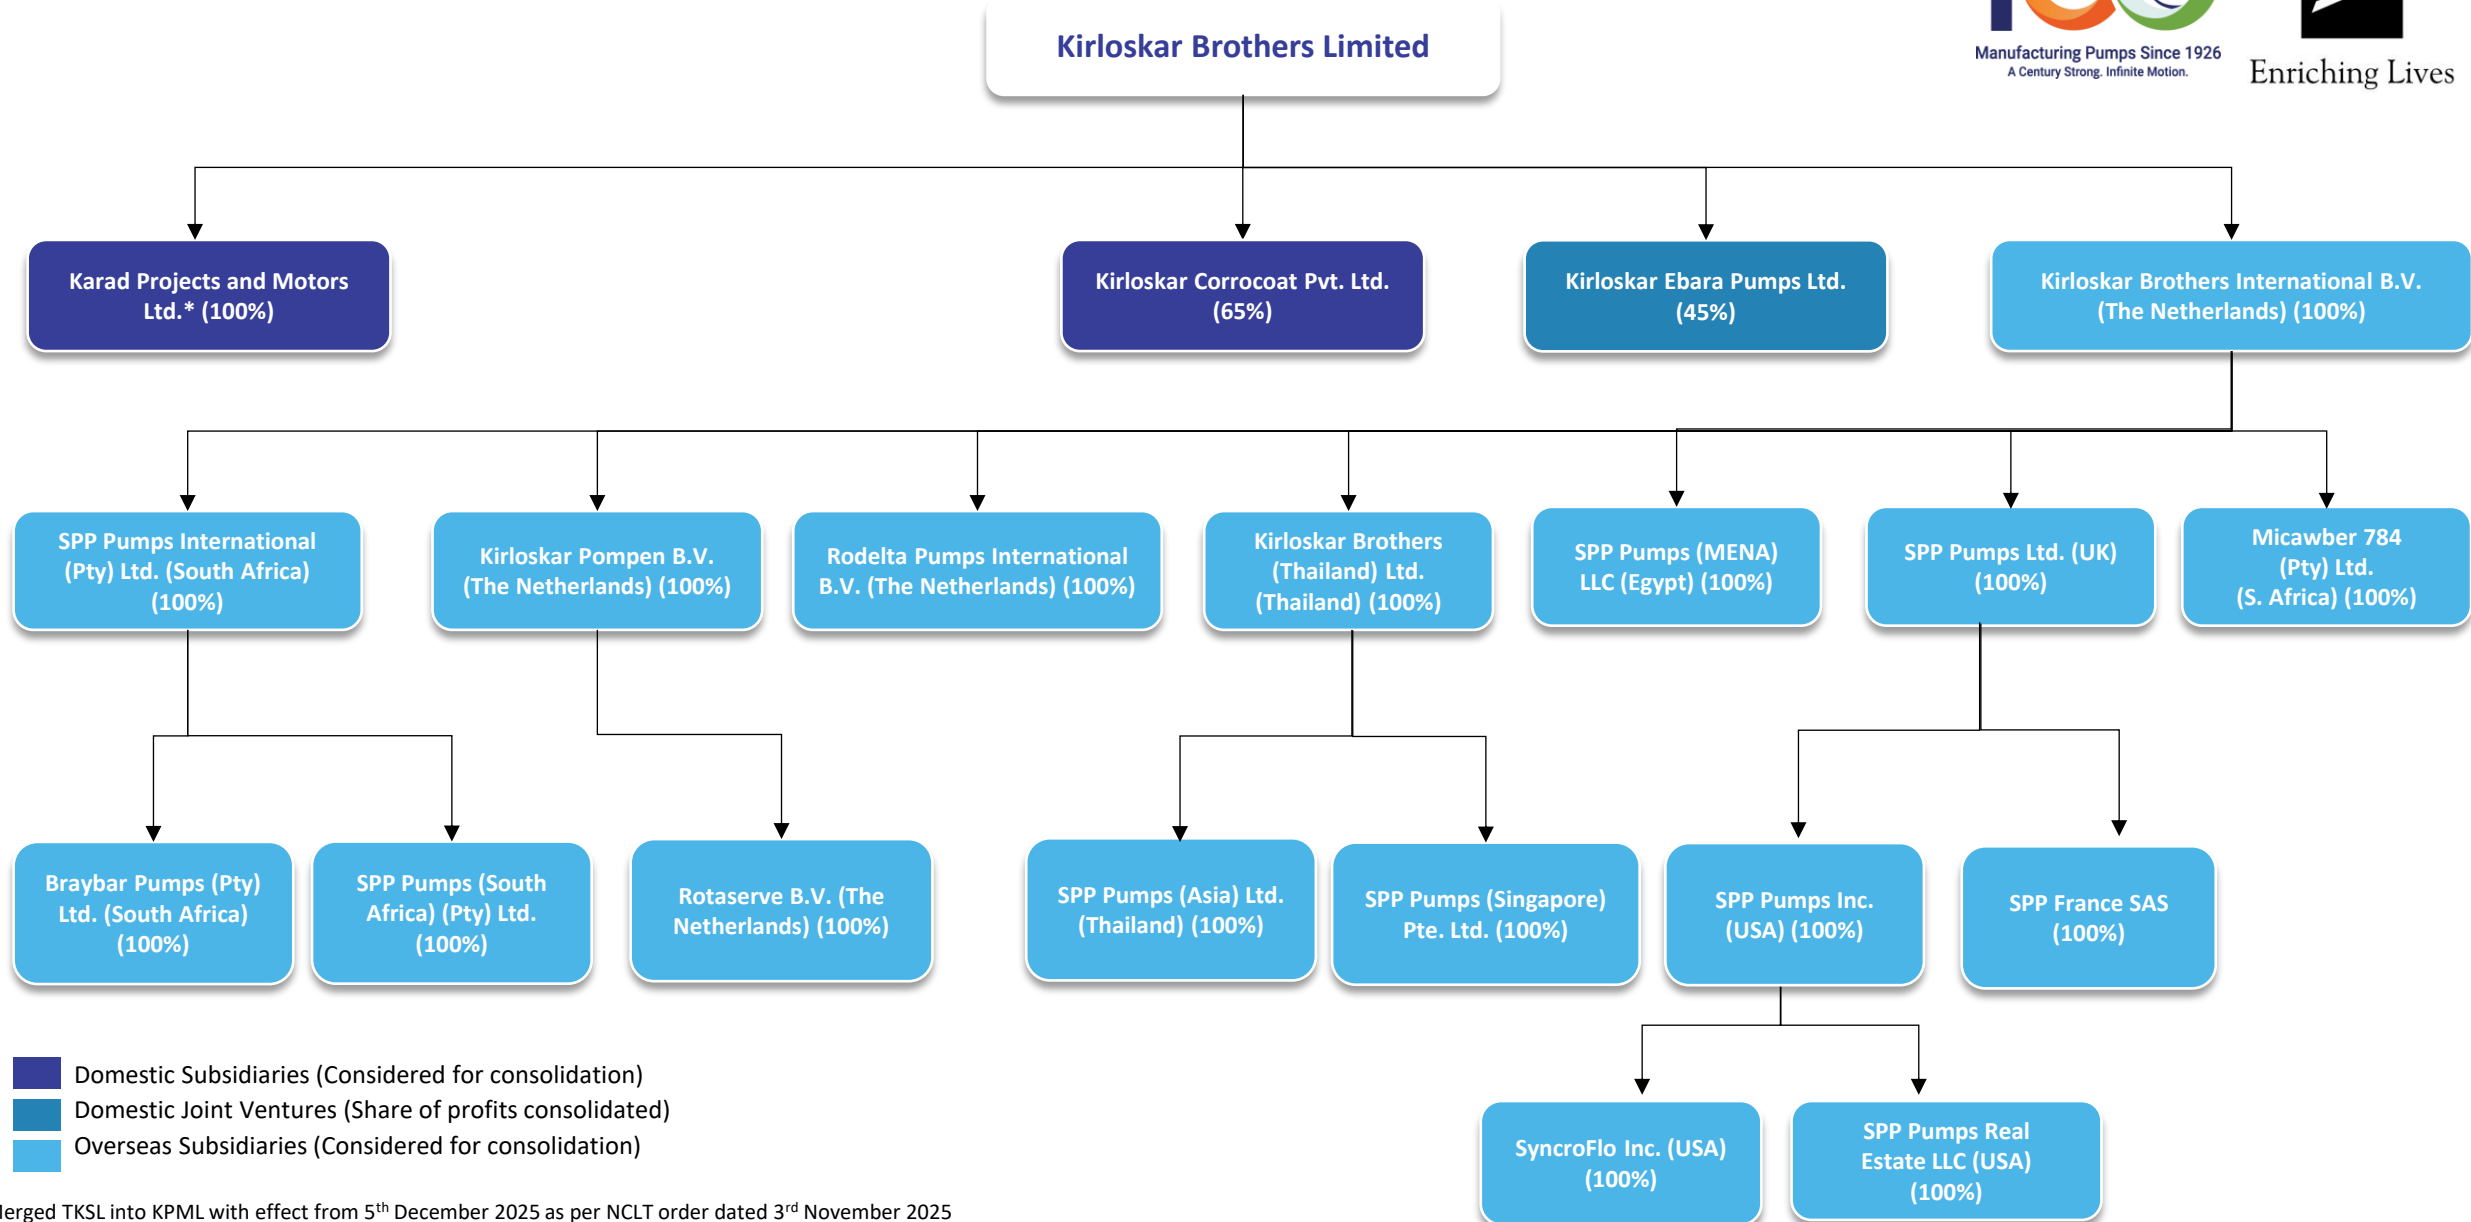 Kirloskar Brothers Limited
Manufacturing Pumps Since 1926
A Century Strong. Infinite Motion.
Enriching Lives
Karad Projects and Motors
Ltd.* (100%)
Kirloskar Corrocoat Pvt. Ltd.
(65%)
Kirloskar Ebara Pumps Ltd.
(45%)
Kirloskar Brothers International B.V.
(The Netherlands) (100%)
SPP Pumps International
(Pty) Ltd. (South Africa)
(100%)
Kirloskar Pompen B.V.
(The Netherlands) (100%)
Rodelta Pumps International
B.V. (The Netherlands) (100%)
Kirloskar Brothers
(Thailand) Ltd.
(Thailand) (100%)
SPP Pumps (MENA)
LLC (Egypt) (100%)
SPP Pumps Ltd. (UK)
(100%)
Micawber 784
(Pty) Ltd.
(S. Africa) (100%)
Braybar Pumps (Pty)
Ltd. (South Africa)
(100%)
SPP Pumps (South
Africa) (Pty) Ltd.
(100%)
Rotaserve B.V. (The
Netherlands) (100%)
SPP Pumps (Asia) Ltd.
(Thailand) (100%)
SPP Pumps (Singapore)
Pte. Ltd. (100%)
SPP Pumps Inc.
(USA) (100%)
SPP France SAS
(100%)
SyncroFlo Inc. (USA)
(100%)
SPP Pumps Real
Estate LLC (USA)
(100%)
Domestic Subsidiaries (Considered for consolidation)
Domestic Joint Ventures (Share of profits consolidated)
Overseas Subsidiaries (Considered for consolidation)
Merged TKSL into KPML with effect from 5th December 2025 as per NCLT order dated 3rd November 2025